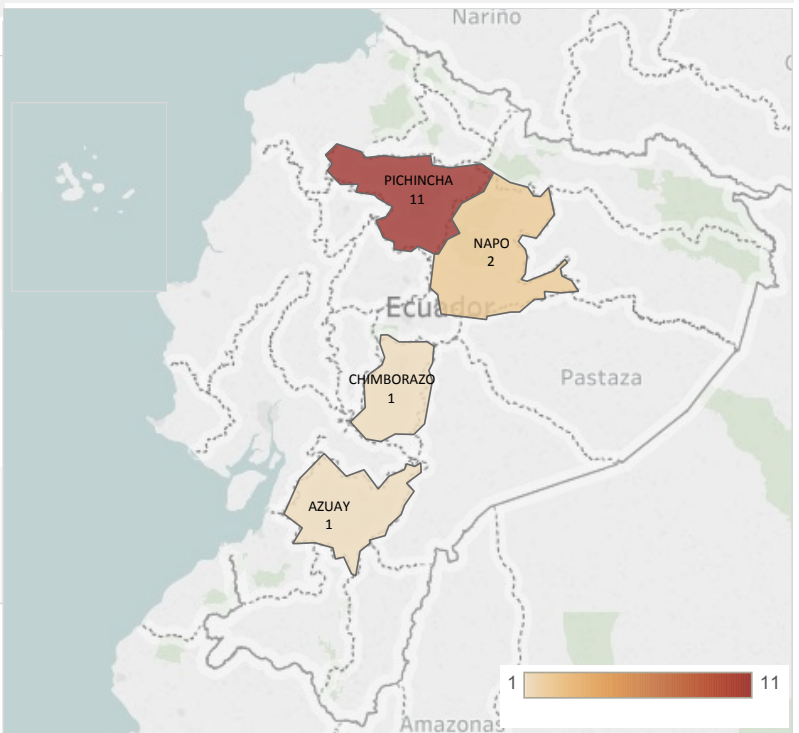 Nariño
PICHINCHA
11
NAPO
2
Ecuador
CHIMBORAZO
1
Pastaza
AZUAY
1
1
11
Amazonas